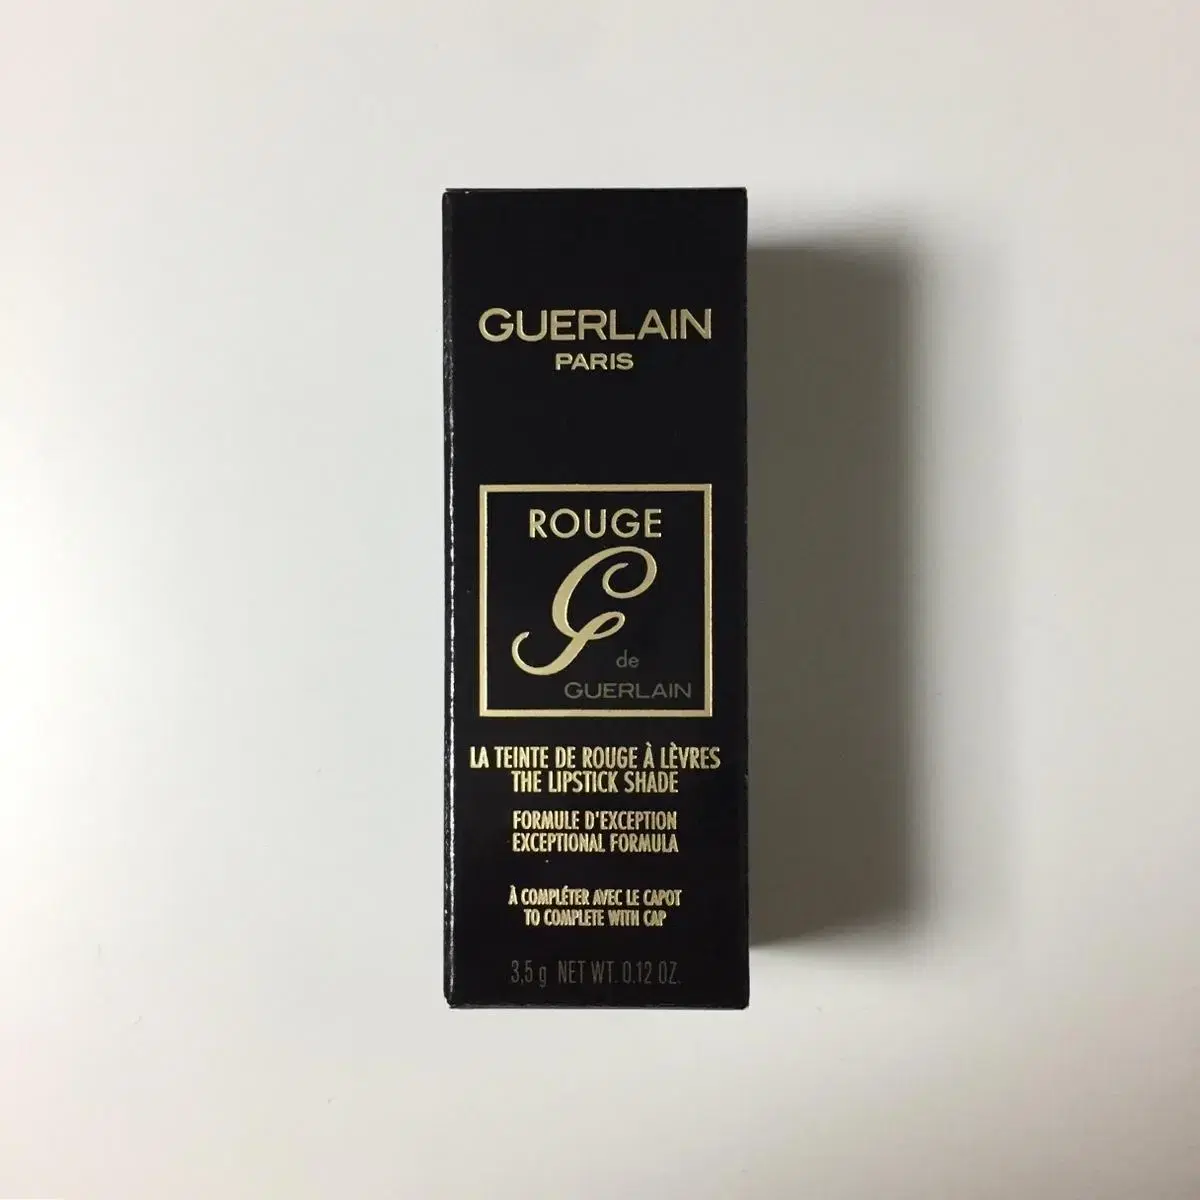 GUERLAIN
PARIS
ROUGE
G
de
GUERLAIN
LA TEINTE DE ROUGE À LÈVRES
THE LIPSTICK SHADE
FORMULE D'EXCEPTION
EXCEPTIONAL FORMULA
À COMPLÉTER AVEC LE CAPOT
TO COMPLETE WITH CAP
3,5 g NET WT. 0.12 OZ.